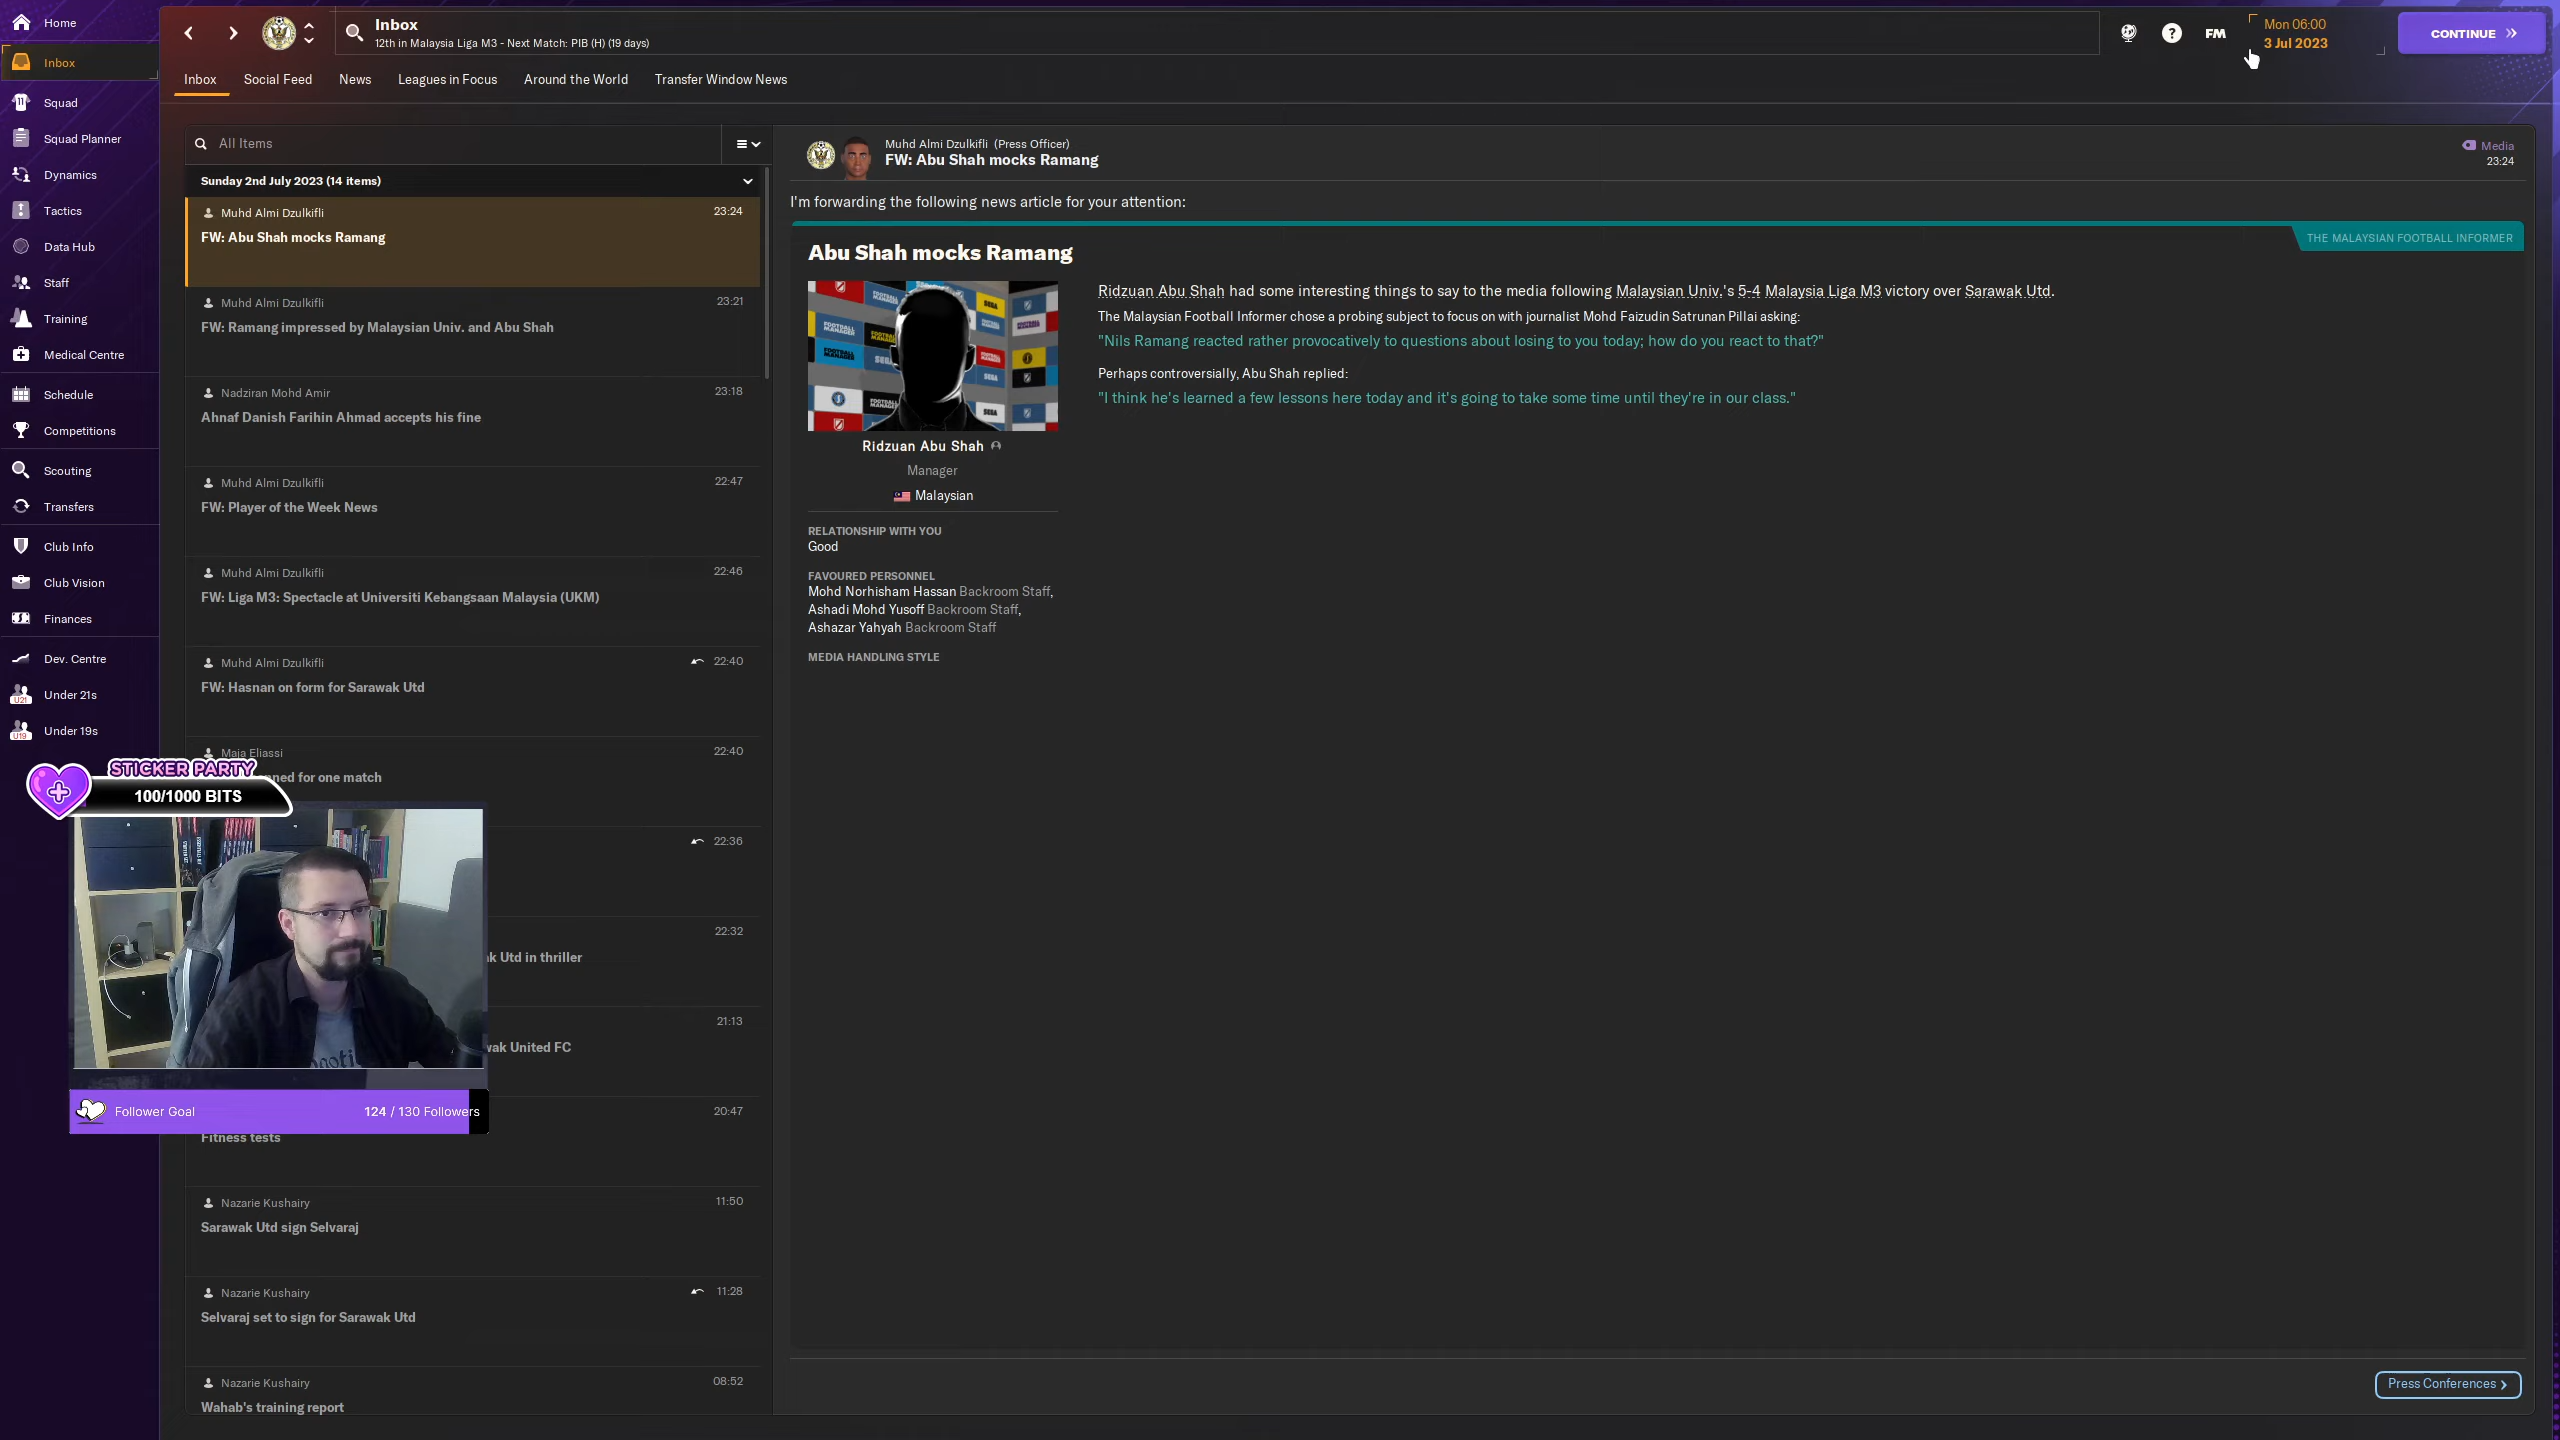 Home
Inbox
Squad
Squad Planner
Dynamics
Tactics
Data Hub
Staff
Training
Medical Centre
Schedule
Competitions
Scouting
Transfers
Club Info
Club Vision
Finances
Dev. Centre
Under 21s
Under 19s
Inbox
12th in Malaysia Liga M3 - Next Match: PIB (H) (19 days)
FM
Mon 06:00
3 Jul 2023
CONTINUE
Inbox
Social Feed
News
Leagues in Focus
Around the World
Transfer Window News
All Items
Sunday 2nd July 2023 (14 items)
Muhd Almi Dzulkifli 23:24
FW: Abu Shah mocks Ramang
Muhd Almi Dzulkifli 23:21
FW: Ramang impressed by Malaysian Univ. and Abu Shah
Nadziran Mohd Amir 23:18
Ahnaf Danish Farihin Ahmad accepts his fine
Muhd Almi Dzulkifli 22:47
FW: Player of the Week News
Muhd Almi Dzulkifli 22:46
FW: Liga M3: Spectacle at Universiti Kebangsaan Malaysia (UKM)
Muhd Almi Dzulkifli 22:40
FW: Hasnan on form for Sarawak Utd
Maja Eliassi 22:40
for one match
22:36
22:32
Utd in thriller
21:13
United FC
20:47
Fitness tests
Nazarie Kushairy 11:50
Sarawak Utd sign Selvaraj
Nazarie Kushairy 11:28
Selvaraj set to sign for Sarawak Utd
Nazarie Kushairy 08:52
Wahab's training report
STICKER PARTY
100/1000 BITS
Follower Goal 124 / 130 Followers
Muhd Almi Dzulkifli (Press Officer)
FW: Abu Shah mocks Ramang
Media
23:24
I'm forwarding the following news article for your attention:
THE MALAYSIAN FOOTBALL INFORMER
Abu Shah mocks Ramang
Ridzuan Abu Shah had some interesting things to say to the media following Malaysian Univ.'s 5-4 Malaysia Liga M3 victory over Sarawak Utd.
The Malaysian Football Informer chose a probing subject to focus on with journalist Mohd Faizudin Satrunan Pillai asking:
"Nils Ramang reacted rather provocatively to questions about losing to you today; how do you react to that?"
Perhaps controversially, Abu Shah replied:
"I think he's learned a few lessons here today and it's going to take some time until they're in our class."
Ridzuan Abu Shah
Manager
Malaysian
RELATIONSHIP WITH YOU
Good
FAVOURED PERSONNEL
Mohd Norhisham Hassan Backroom Staff,
Ashadi Mohd Yusoff Backroom Staff,
Ashazar Yahyah Backroom Staff
MEDIA HANDLING STYLE
Press Conferences